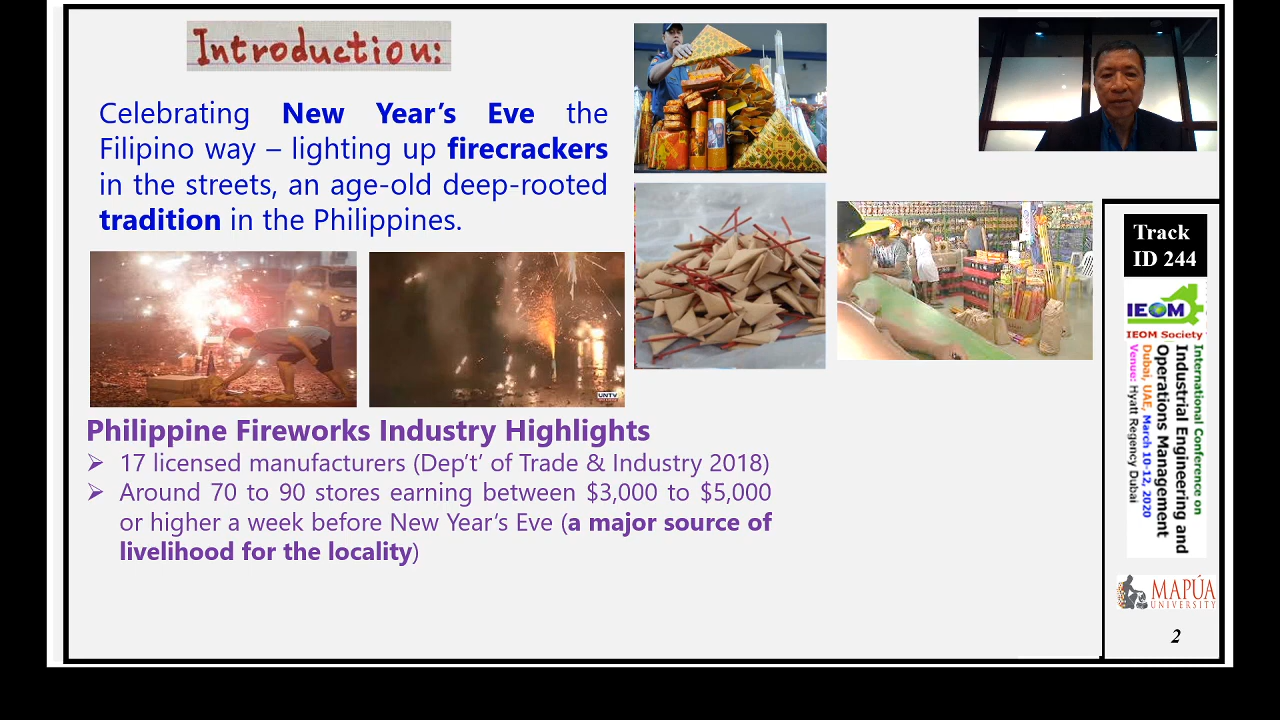 Introduction:
Celebrating New Year's Eve the
Filipino way – lighting up firecrackers
in the streets, an age-old deep-rooted
tradition in the Philippines.
UNTV
Philippine Fireworks Industry Highlights
➢ 17 licensed manufacturers (Dep't' of Trade & Industry 2018)
➢ Around 70 to 90 stores earning between $3,000 to $5,000
or higher a week before New Year's Eve (a major source of
livelihood for the locality)
Track
ID 244
IEOM
IEOM Society
International Conference on
Industrial Engineering and
Operations Management
Dubai, UAE, March 10-12, 2020
Venue: Hyatt Regency Dubai
MAPÚA
UNIVERSITY
2